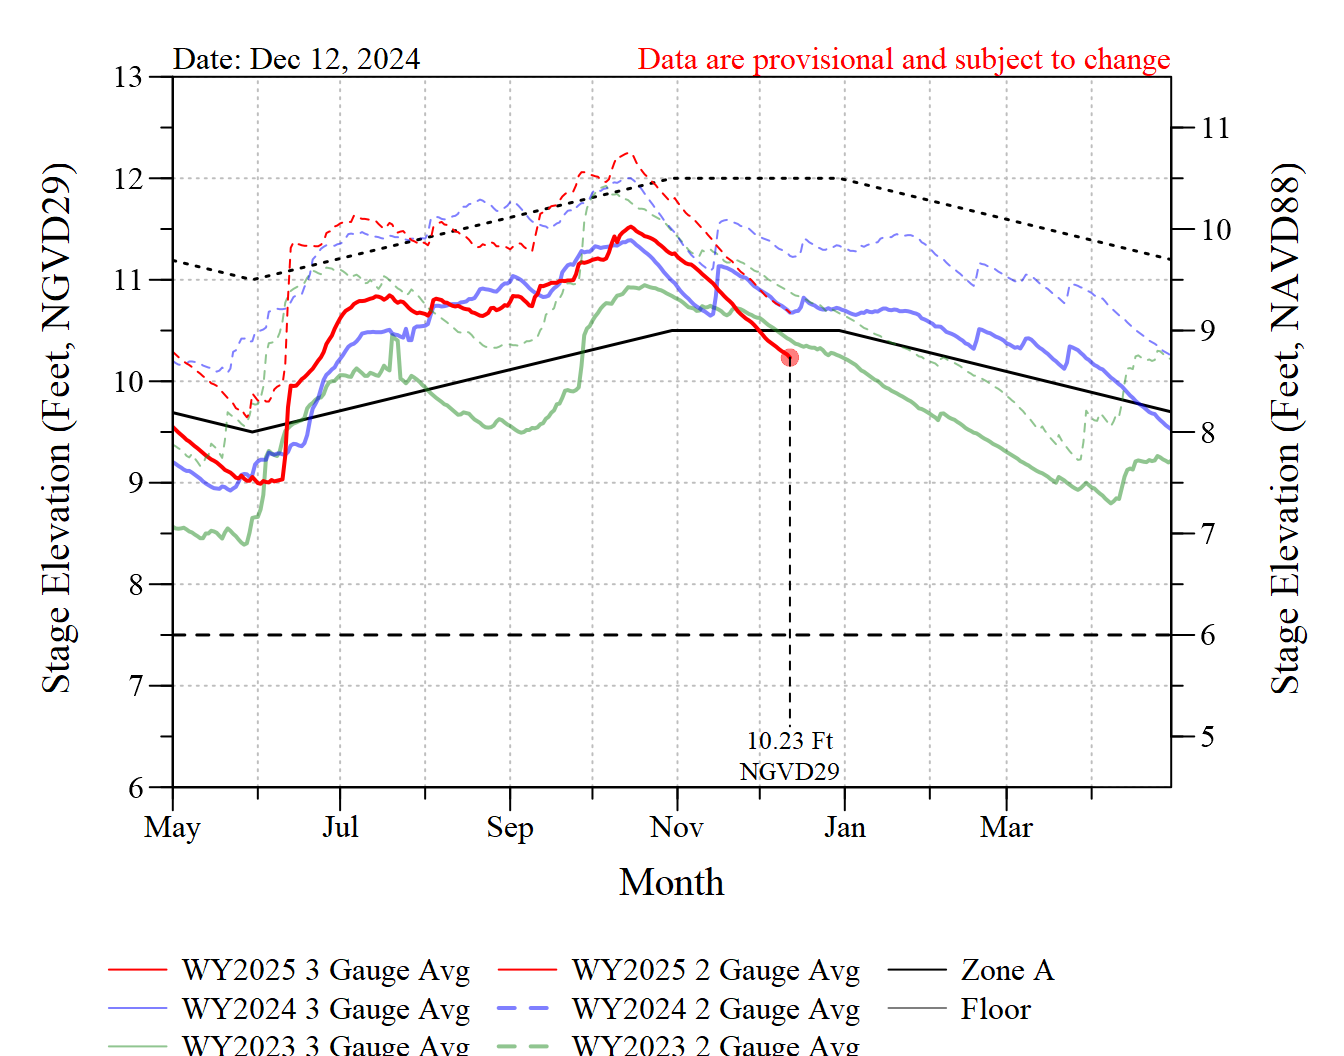 Date: Dec 12, 2024
Data are provisional and subject to change
Stage Elevation (Feet, NGVD29)
13
12
11
10
9
8
7
6
11
10
9
8
7
6
5
Stage Elevation (Feet, NAVD88)
10.23 Ft
NGVD29
May
Jul
Sep
Nov
Jan
Mar
Month
WY2025 3 Gauge Avg
WY2025 2 Gauge Avg
Zone A
WY2024 3 Gauge Avg
WY2024 2 Gauge Avg
Floor
WY2023 3 Gauge Avg
WY2023 2 Gauge Avg